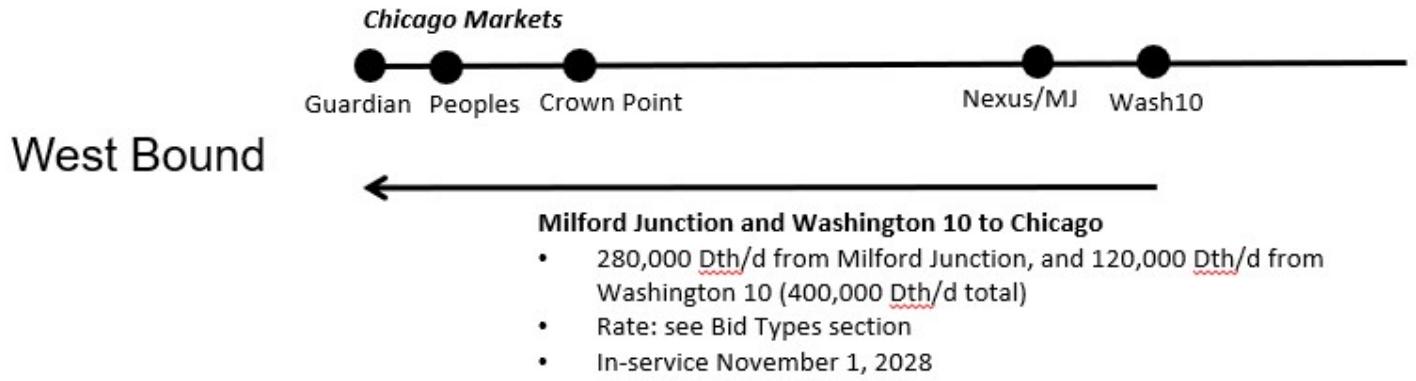 Chicago Markets
Guardian Peoples Crown Point Nexus/MJ Wash10
West Bound
Milford Junction and Washington 10 to Chicago
• 280,000 Dth/d from Milford Junction, and 120,000 Dth/d from
Washington 10 (400,000 Dth/d total)
• Rate: see Bid Types section
• In-service November 1, 2028